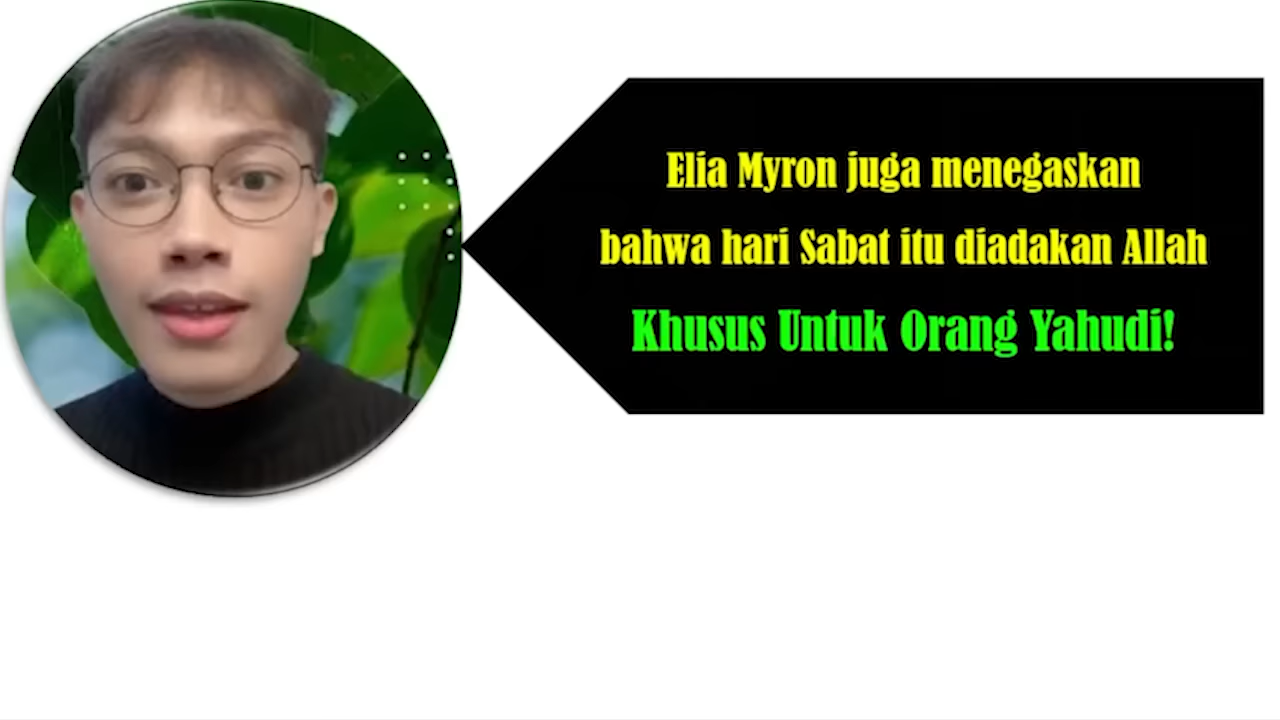 Elia Myron juga menegaskan
bahwa hari Sabat itu diadakan Allah
Khusus Untuk Orang Yahudi!